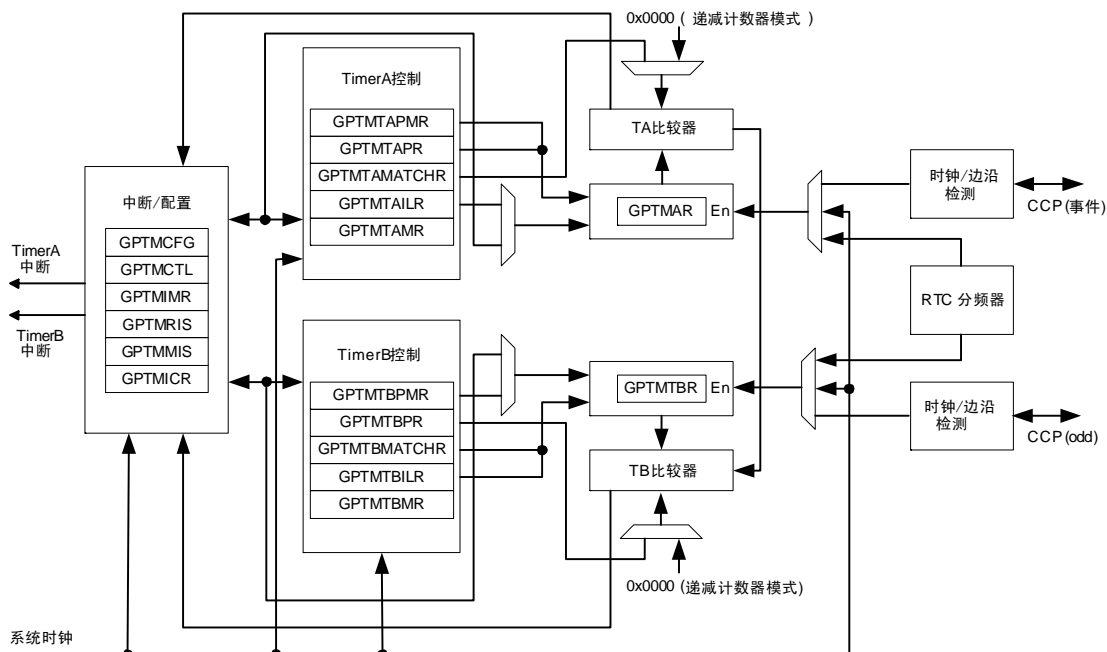 0x0000 ( 递减计数器模式 )
TimerA控制
GPTMTAPMR
GPTMTAPR
GPTMTAMATCHR
GPTMTAILR
GPTMTAMR
TA比较器
GPTMAR
En
时钟/边沿
检测
CCP (事件)
中断/配置
GPTMCFG
GPTMCTL
GPTMIMR
GPTMRIS
GPTMMIS
GPTMICR
TimerA
中断
TimerB
中断
RTC 分频器
TimerB控制
GPTMTBPMR
GPTMTBPR
GPTMTBMATCHR
GPTMTBILR
GPTMTBMR
GPTMTBR
En
TB比较器
时钟/边沿
检测
CCP (odd)
0x0000 (递减计数器模式)
系统时钟